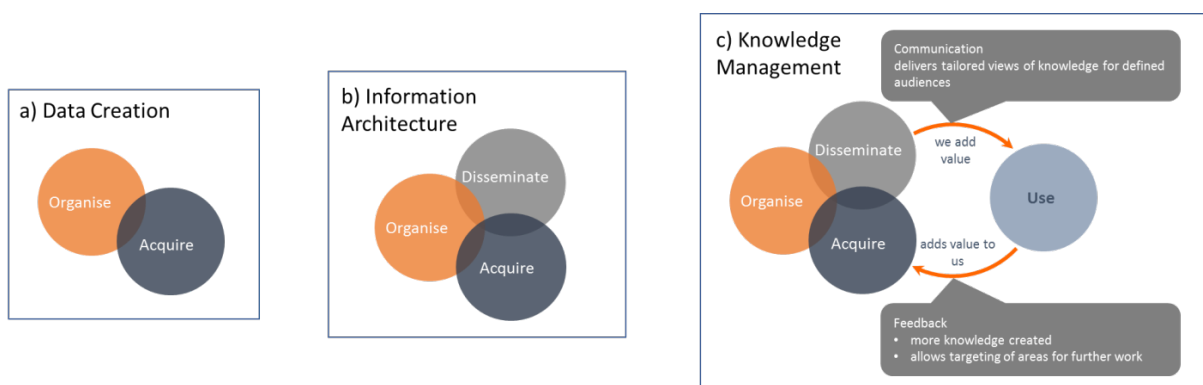 a) Data Creation
Organise
Acquire
b) Information
Architecture
Disseminate
Organise
Acquire
c) Knowledge
Management
Communication
delivers tailored views of knowledge for defined
audiences
Disseminate
we add
value
Organise
Use
Acquire
adds value to
us
Feedback
• more knowledge created
• allows targeting of areas for further work